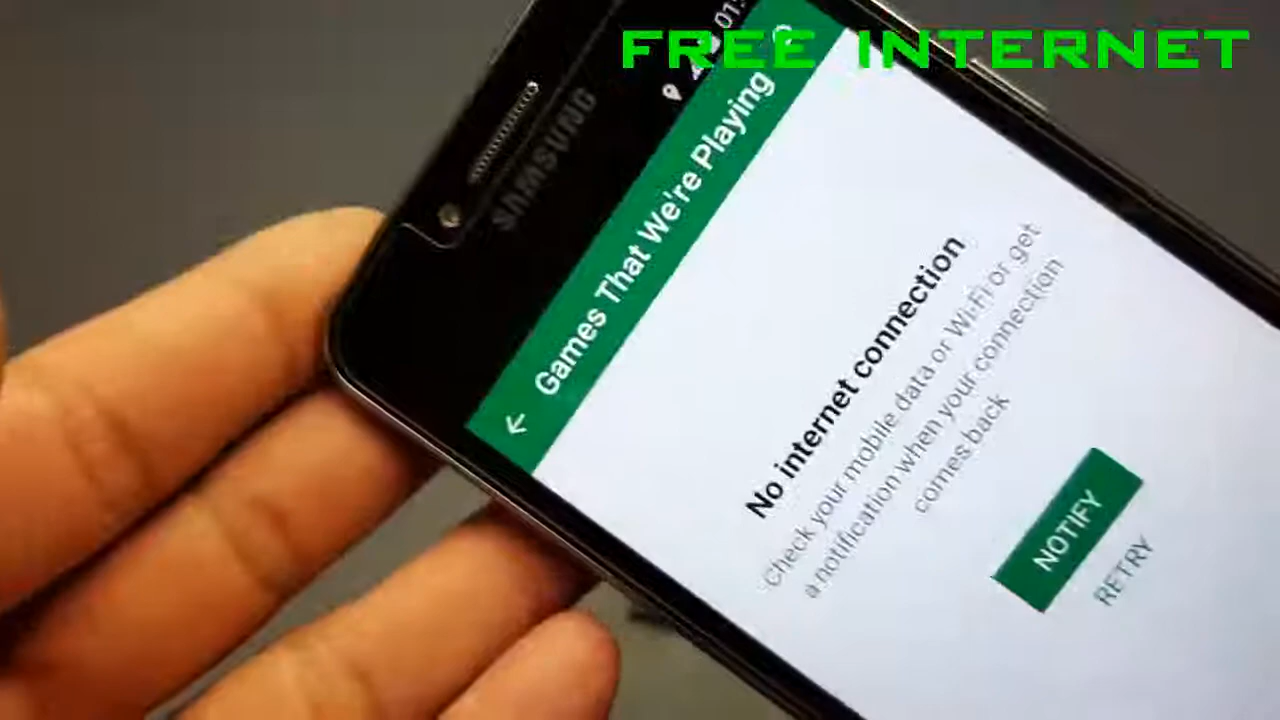 FREE INTERNET
01:
SAMSUNG
Games That We're Playing
No internet connection
Check your mobile data or Wi-Fi or get
a notification when your connection
comes back
NOTIFY
RETRY